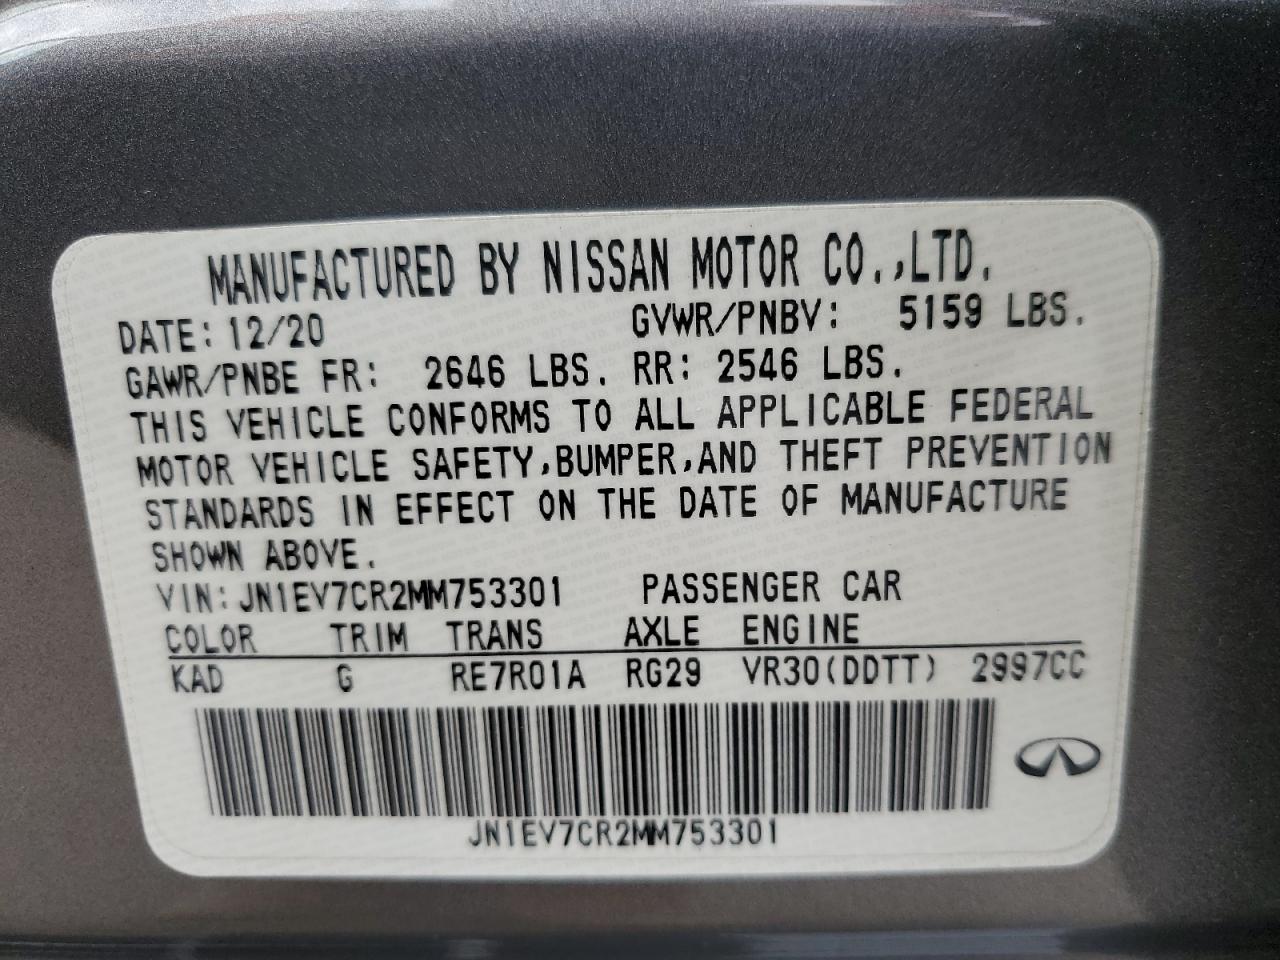 MANUFACTURED BY NISSAN MOTOR CO.,LTD.
DATE: 12/20 GVWR/PNBV: 5159 LBS.
GAWR/PNBE FR: 2646 LBS. RR: 2546 LBS.
THIS VEHICLE CONFORMS TO ALL APPLICABLE FEDERAL
MOTOR VEHICLE SAFETY,BUMPER,AND THEFT PREVENTION
STANDARDS IN EFFECT ON THE DATE OF MANUFACTURE
SHOWN ABOVE.
VIN: JN1EV7CR2MM753301 PASSENGER CAR
COLOR TRIM TRANS AXLE ENGINE
KAD G RE7R01A RG29 VR30(DDTT) 2997CC
JN1EV7CR2MM753301